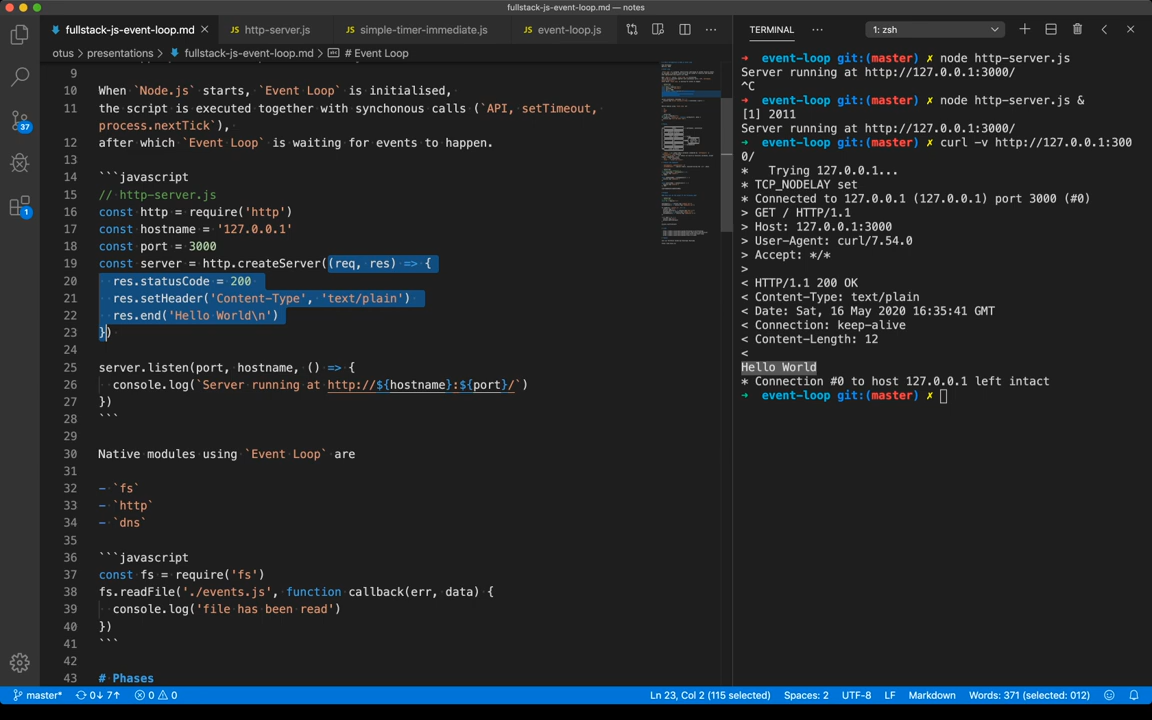 fullstack-js-event-loop.md — notes
fullstack-js-event-loop.md
JS http-server.js
JS simple-timer-immediate.js
JS event-loop.js
otus > presentations > fullstack-js-event-loop.md > # Event Loop
9
10 When `Node.js` starts, `Event Loop` is initialised,
11 the script is executed together with synchonous calls (`API, setTimeout,
process.nextTick`),
12 after which `Event Loop` is waiting for events to happen.
13
14 ```javascript
15 // http-server.js
16 const http = require('http')
17 const hostname = '127.0.0.1'
18 const port = 3000
19 const server = http.createServer((req, res) => {
20 res.statusCode = 200
21 res.setHeader('Content-Type', 'text/plain')
22 res.end('Hello World\n')
23 })
24
25 server.listen(port, hostname, () => {
26 console.log(`Server running at http://${hostname}:${port}/`)
27 })
28 ```
29
30 Native modules using `Event Loop` are
31
32 - `fs`
33 - `http`
34 - `dns`
35
36 ```javascript
37 const fs = require('fs')
38 fs.readFile('./events.js', function callback(err, data) {
39 console.log('file has been read')
40 })
41 ```
42
43 # Phases
37
1
TERMINAL ··· 1: zsh
→ event-loop git:(master) ✗ node http-server.js
Server running at http://127.0.0.1:3000/
^C
→ event-loop git:(master) ✗ node http-server.js &
[1] 2011
Server running at http://127.0.0.1:3000/
→ event-loop git:(master) ✗ curl -v http://127.0.0.1:300
0/
* Trying 127.0.0.1...
* TCP_NODELAY set
* Connected to 127.0.0.1 (127.0.0.1) port 3000 (#0)
> GET / HTTP/1.1
> Host: 127.0.0.1:3000
> User-Agent: curl/7.54.0
> Accept: */*
>
< HTTP/1.1 200 OK
< Content-Type: text/plain
< Date: Sat, 16 May 2020 16:35:41 GMT
< Connection: keep-alive
< Content-Length: 12
<
Hello World
* Connection #0 to host 127.0.0.1 left intact
→ event-loop git:(master) ✗
master* 0↓ 7↑ 0 0
Ln 23, Col 2 (115 selected) Spaces: 2 UTF-8 LF Markdown Words: 371 (selected: 012)